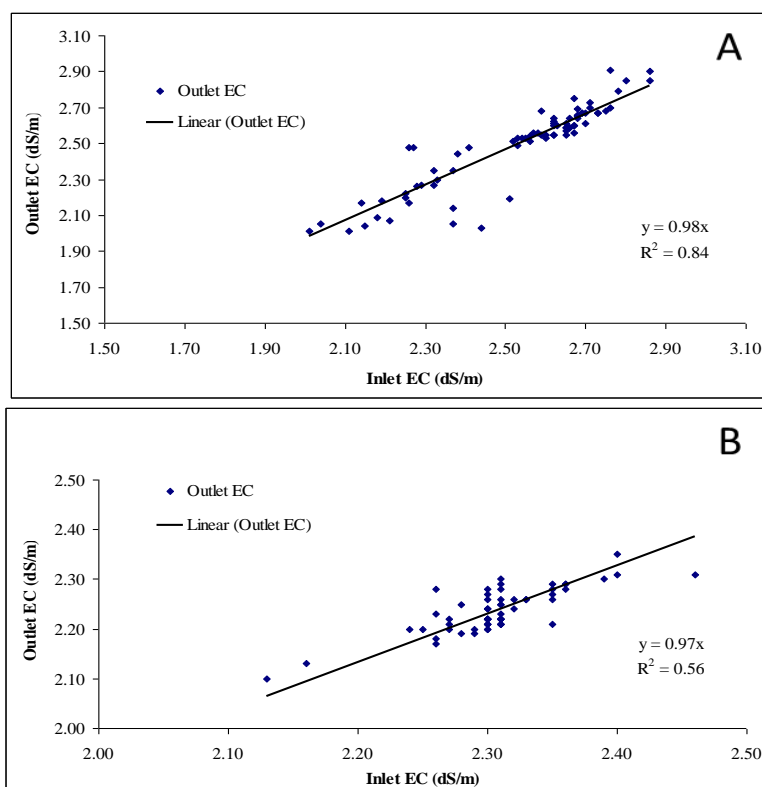 A
3.10
2.90
2.70
2.50
2.30
2.10
1.90
1.70
1.50
Outlet EC (dS/m)
Outlet EC
Linear (Outlet EC)
y = 0.98x
R² = 0.84
1.50 1.70 1.90 2.10 2.30 2.50 2.70 2.90 3.10
Inlet EC (dS/m)
B
2.50
2.40
2.30
2.20
2.10
2.00
Outlet EC (dS/m)
Outlet EC
Linear (Outlet EC)
y = 0.97x
R² = 0.56
2.00 2.10 2.20 2.30 2.40 2.50
Inlet EC (dS/m)